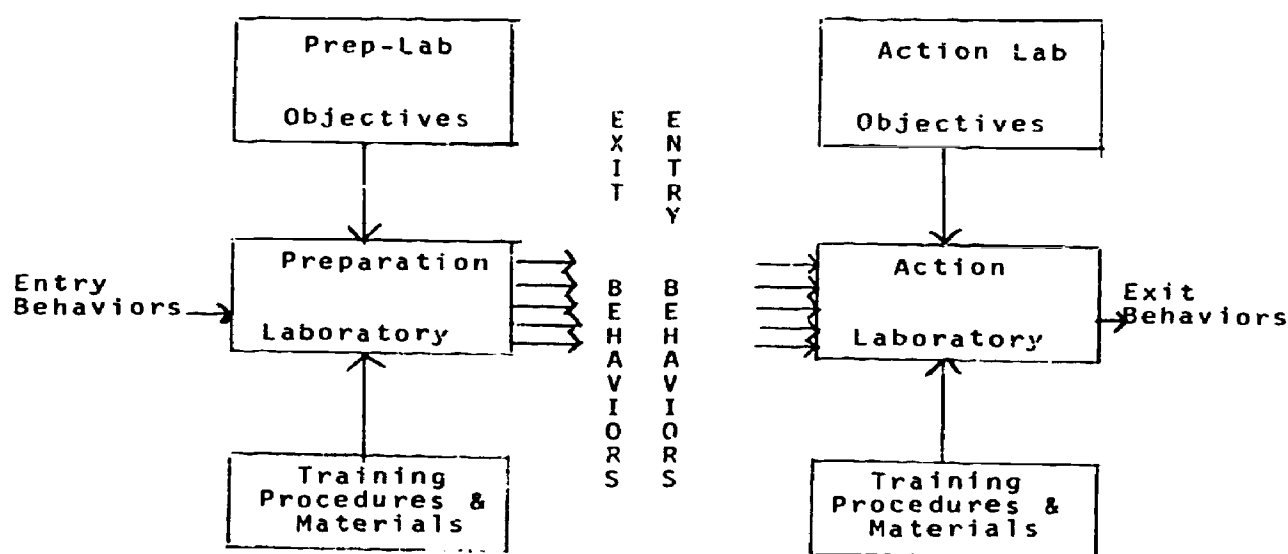 Prep-Lab
Objectives
Action Lab
Objectives
EXIT BEHAVIORS
ENTRY BEHAVIORS
Entry
Behaviors
Preparation
Laboratory
Action
Laboratory
Exit
Behaviors
Training
Procedures &
Materials
Training
Procedures &
Materials